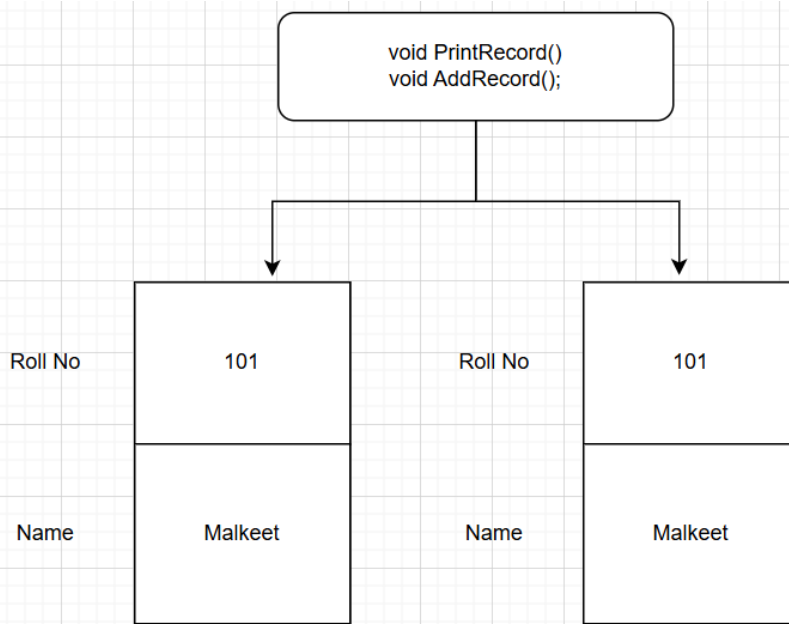 void PrintRecord()
void AddRecord();
Roll No
101
Roll No
101
Name
Malkeet
Name
Malkeet